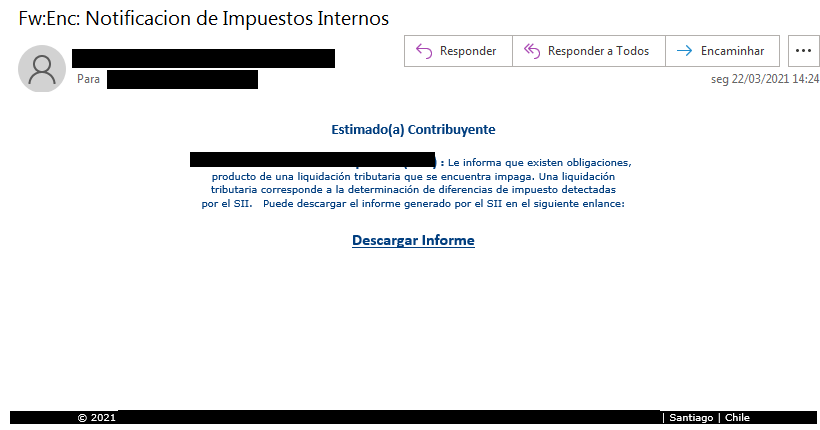 Fw:Enc: Notificacion de Impuestos Internos
Responder
Responder a Todos
Encaminhar
Para
seg 22/03/2021 14:24
Estimado(a) Contribuyente
) : Le informa que existen obligaciones,
producto de una liquidación tributaria que se encuentra impaga. Una liquidación
tributaria corresponde a la determinación de diferencias de impuesto detectadas
por el SII. Puede descargar el informe generado por el SII en el siguiente enlance:
Descargar Informe
© 2021 | Santiago | Chile